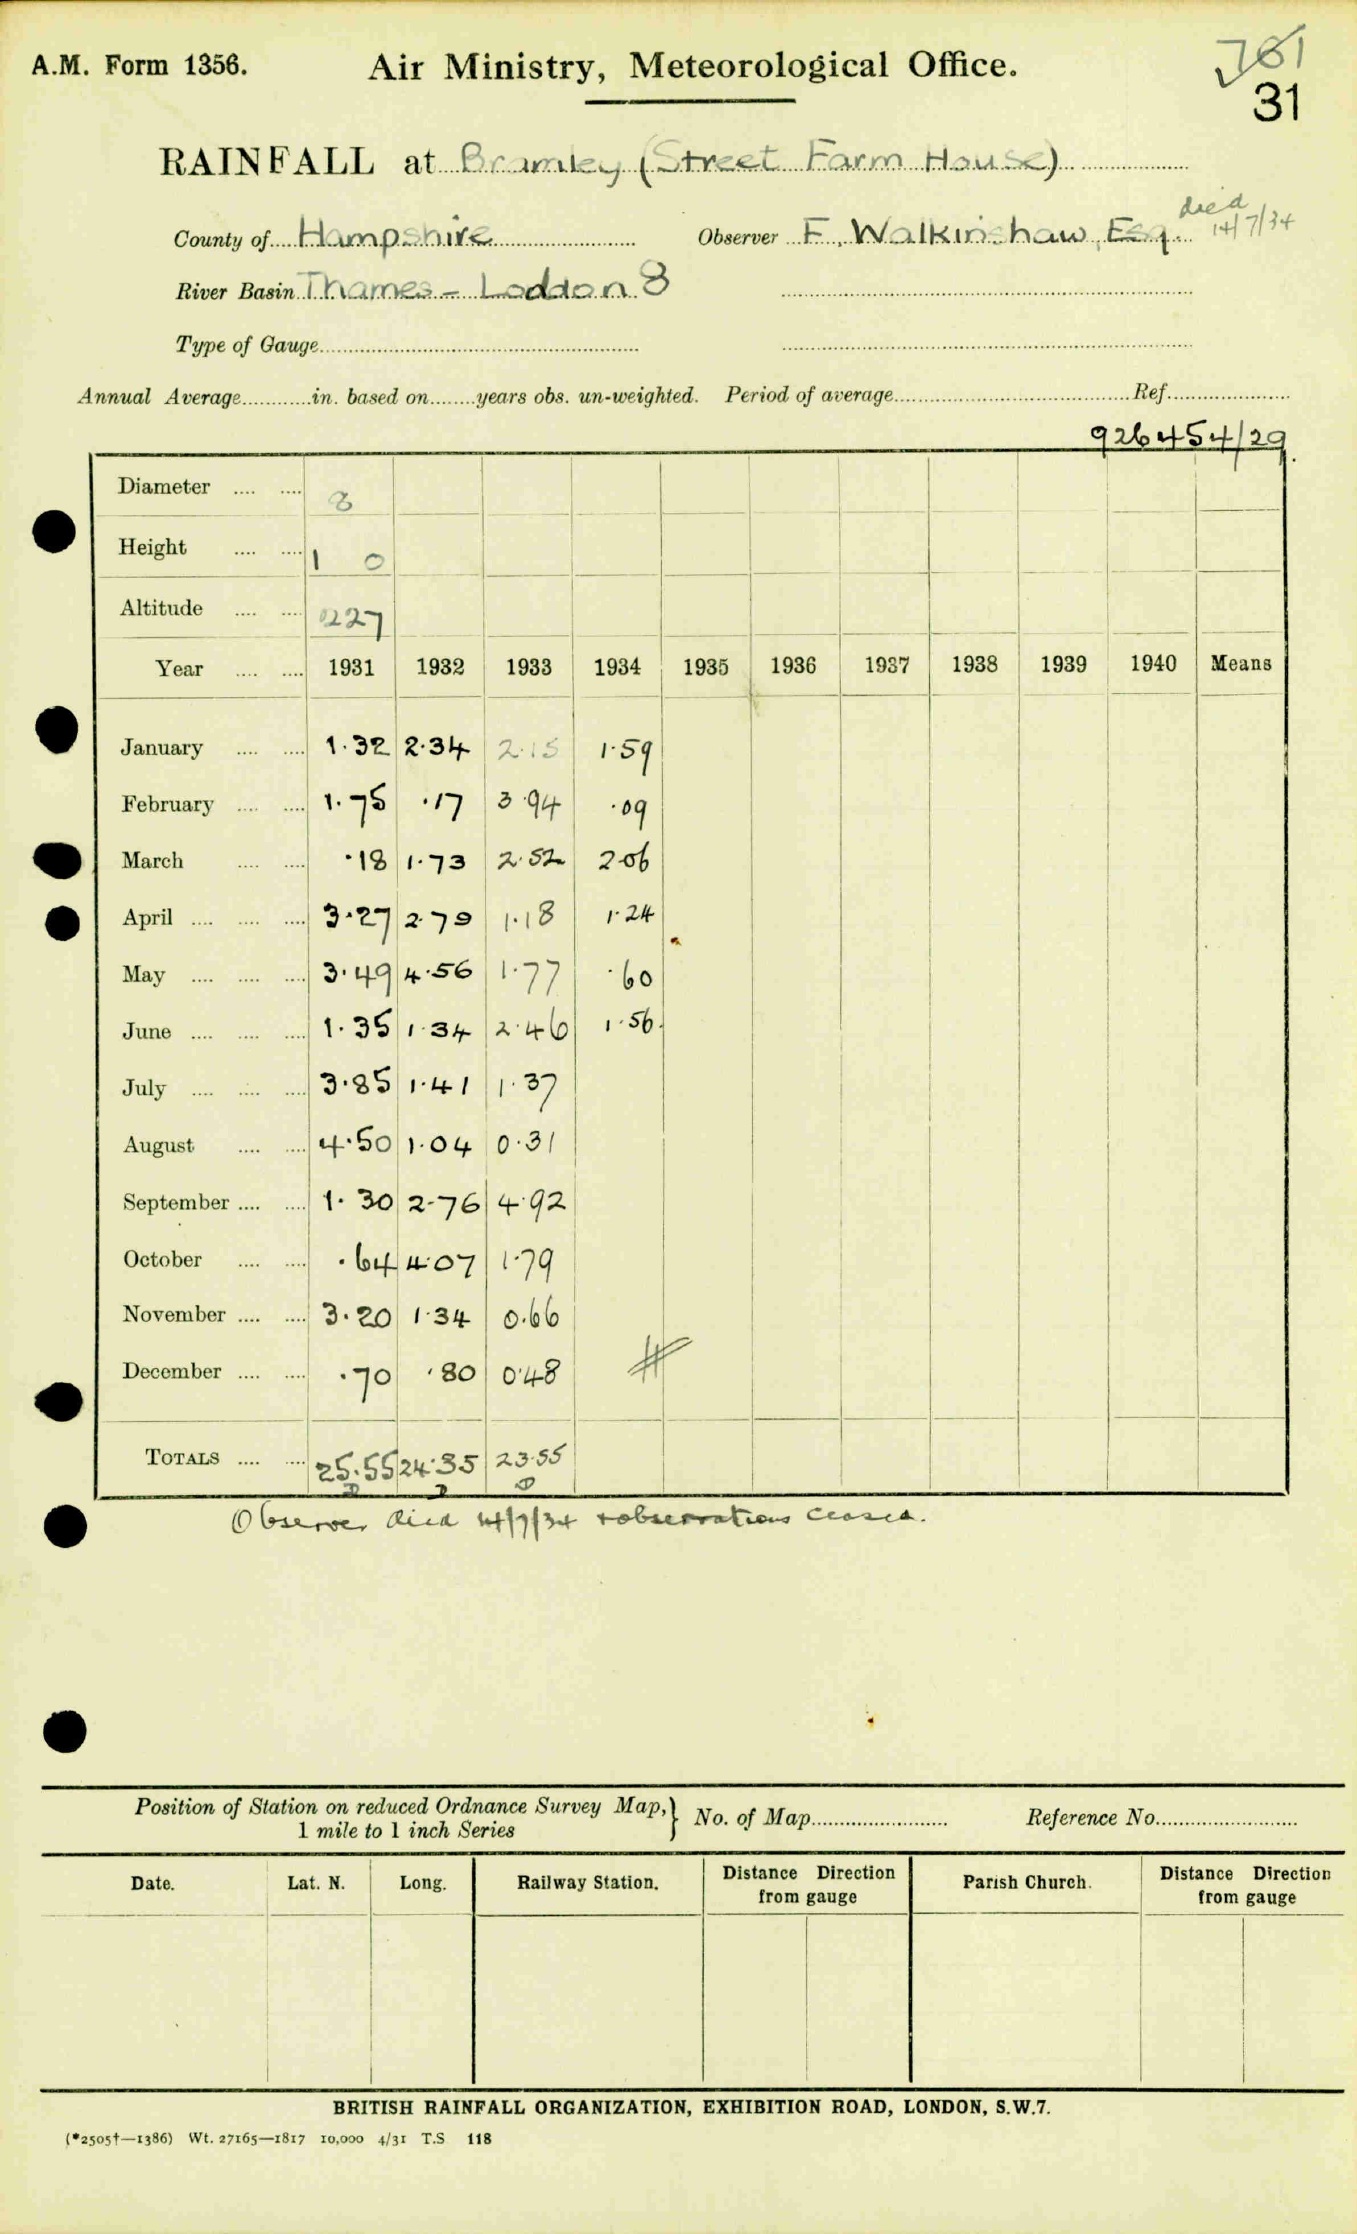 A.M. Form 1356. Air Ministry, Meteorological Office. 761
31
RAINFALL at Bramley (Street Farm House)
County of Hampshire Observer F. Walkinshaw, Esq. died 14/7/34
River Basin Thames - Loddon 8
Type of Gauge
Annual Average in. based on years obs. un-weighted. Period of average Ref.
926454/29
Diameter 8
Height 1 0
Altitude 227
Year 1931 1932 1933 1934 1935 1936 1937 1938 1939 1940 Means
January 1.32 2.34 2.15 1.59
February 1.75 .17 3.94 .09
March .18 1.73 2.52 2.06
April 3.27 2.79 1.18 1.24
May 3.49 4.56 1.77 .60
June 1.35 1.34 2.46 1.56
July 3.85 1.41 1.37
August 4.50 1.04 0.31
September 1.30 2.76 4.92
October .64 4.07 1.79
November 3.20 1.34 0.66
December .70 .80 0.48
TOTALS 25.55 24.35 23.55
Observer died 14/7/34 & observations ceased.
Position of Station on reduced Ordnance Survey Map, } No. of Map Reference No.
1 mile to 1 inch Series
Date. Lat. N. Long. Railway Station. Distance Direction from gauge Parish Church. Distance Direction from gauge
BRITISH RAINFALL ORGANIZATION, EXHIBITION ROAD, LONDON, S.W.7.
(*2505†—1386) Wt. 27165—1817 10,000 4/31 T.S 118